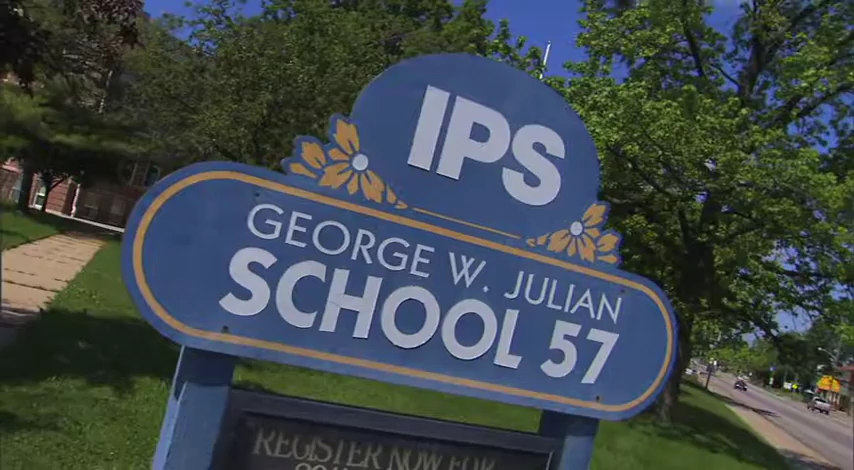 IPS
GEORGE W. JULIAN
SCHOOL 57
REGISTER NOW FOR